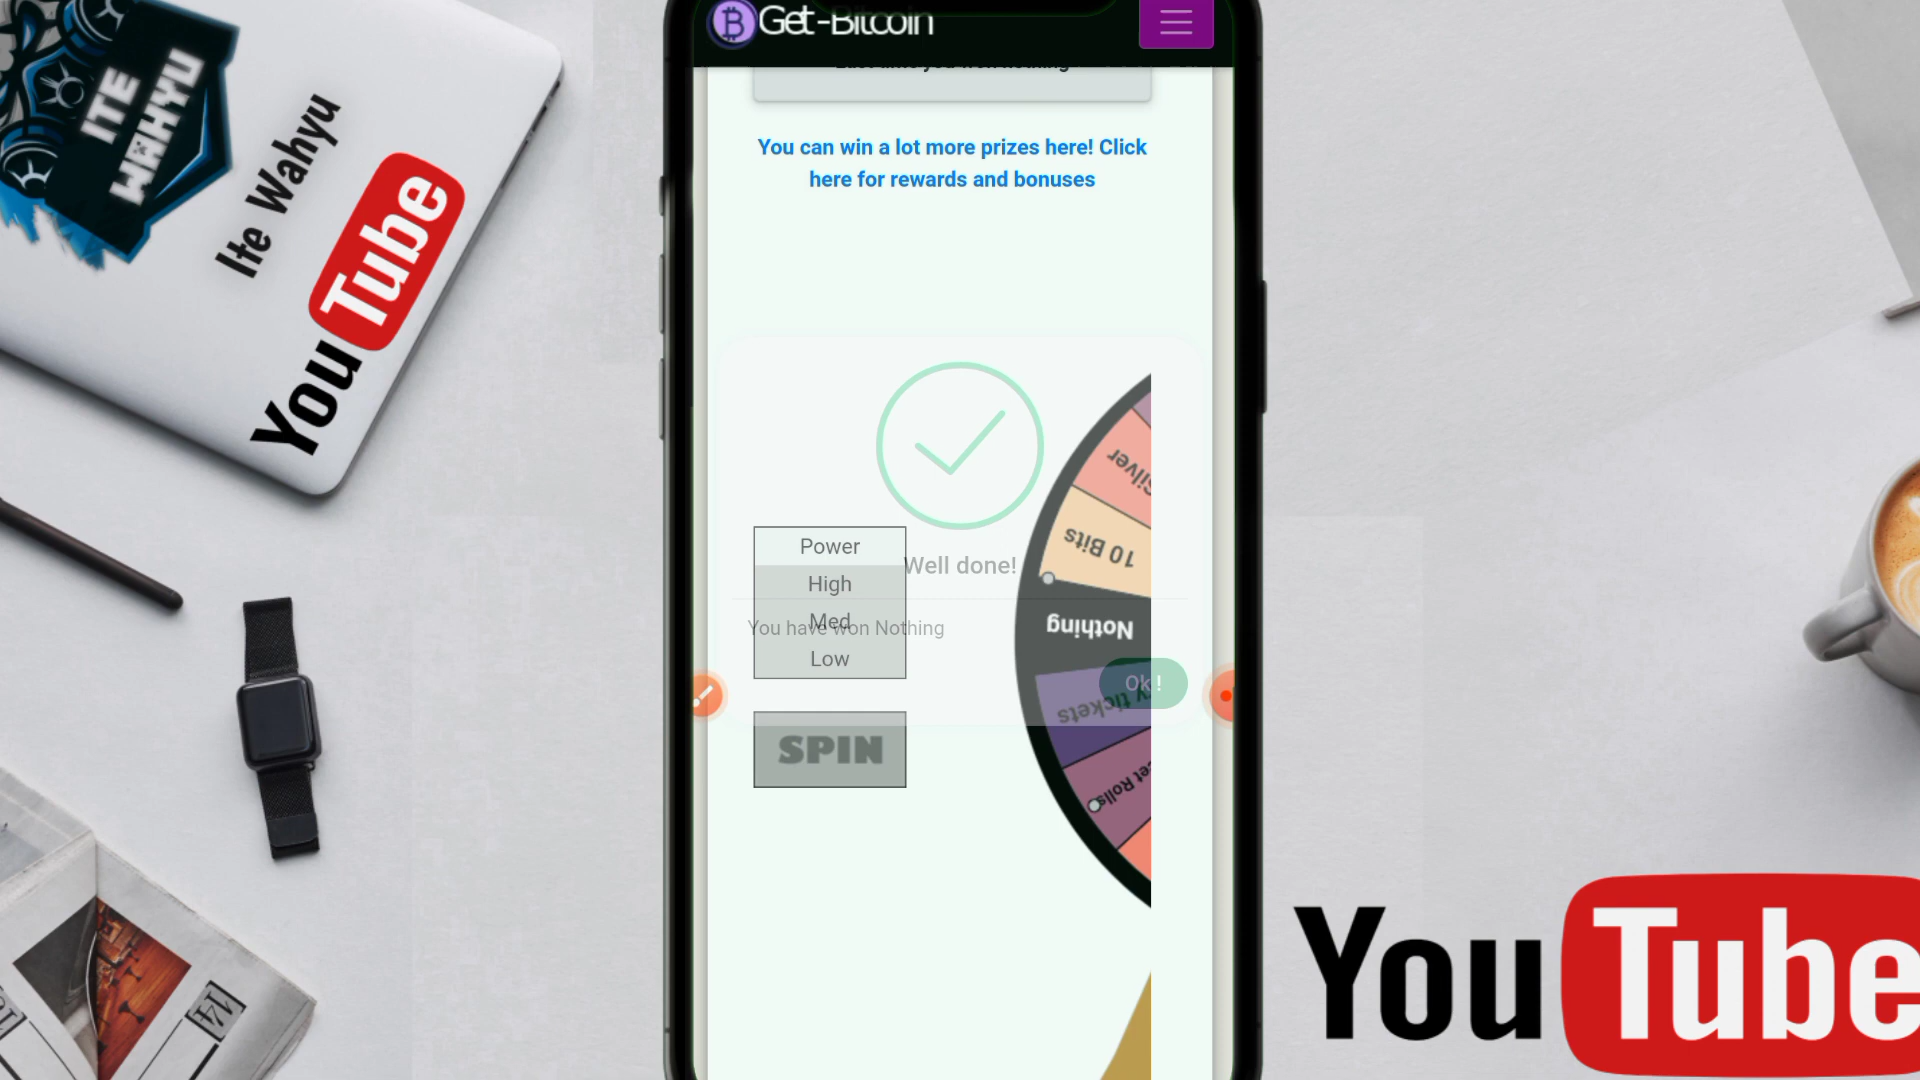 ITE
WAHYU
Ite Wahyu
YouTube
Get-Bitcoin
You can win a lot more prizes here! Click
here for rewards and bonuses
Silver
10 Bits
Nothing
tickets
Rolls
Power
High
Med
Low
Well done!
You have won Nothing
Ok !
SPIN
YouTube